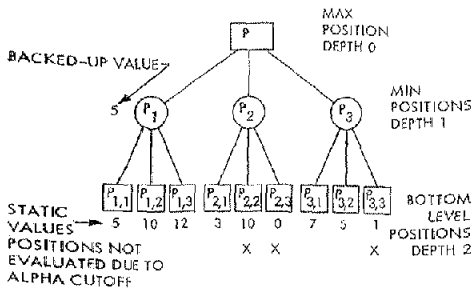 P
MAX
POSITION
DEPTH 0
BACKED-UP VALUE
5
P1
P2
P3
MIN
POSITIONS
DEPTH 1
P1,1
P1,2
P1,3
P2,1
P2,2
P2,3
P3,1
P3,2
P3,3
BOTTOM
LEVEL
POSITIONS
DEPTH 2
STATIC
VALUES
5 10 12 3 10 0 7 5 1
POSITIONS NOT
EVALUATED DUE TO
ALPHA CUTOFF
X X X